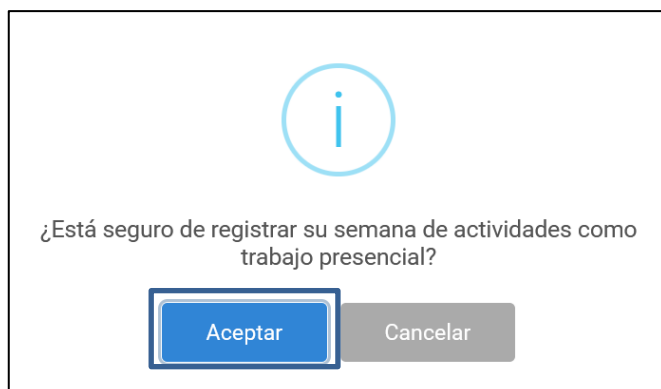 ¿Está seguro de registrar su semana de actividades como
trabajo presencial?
Aceptar Cancelar